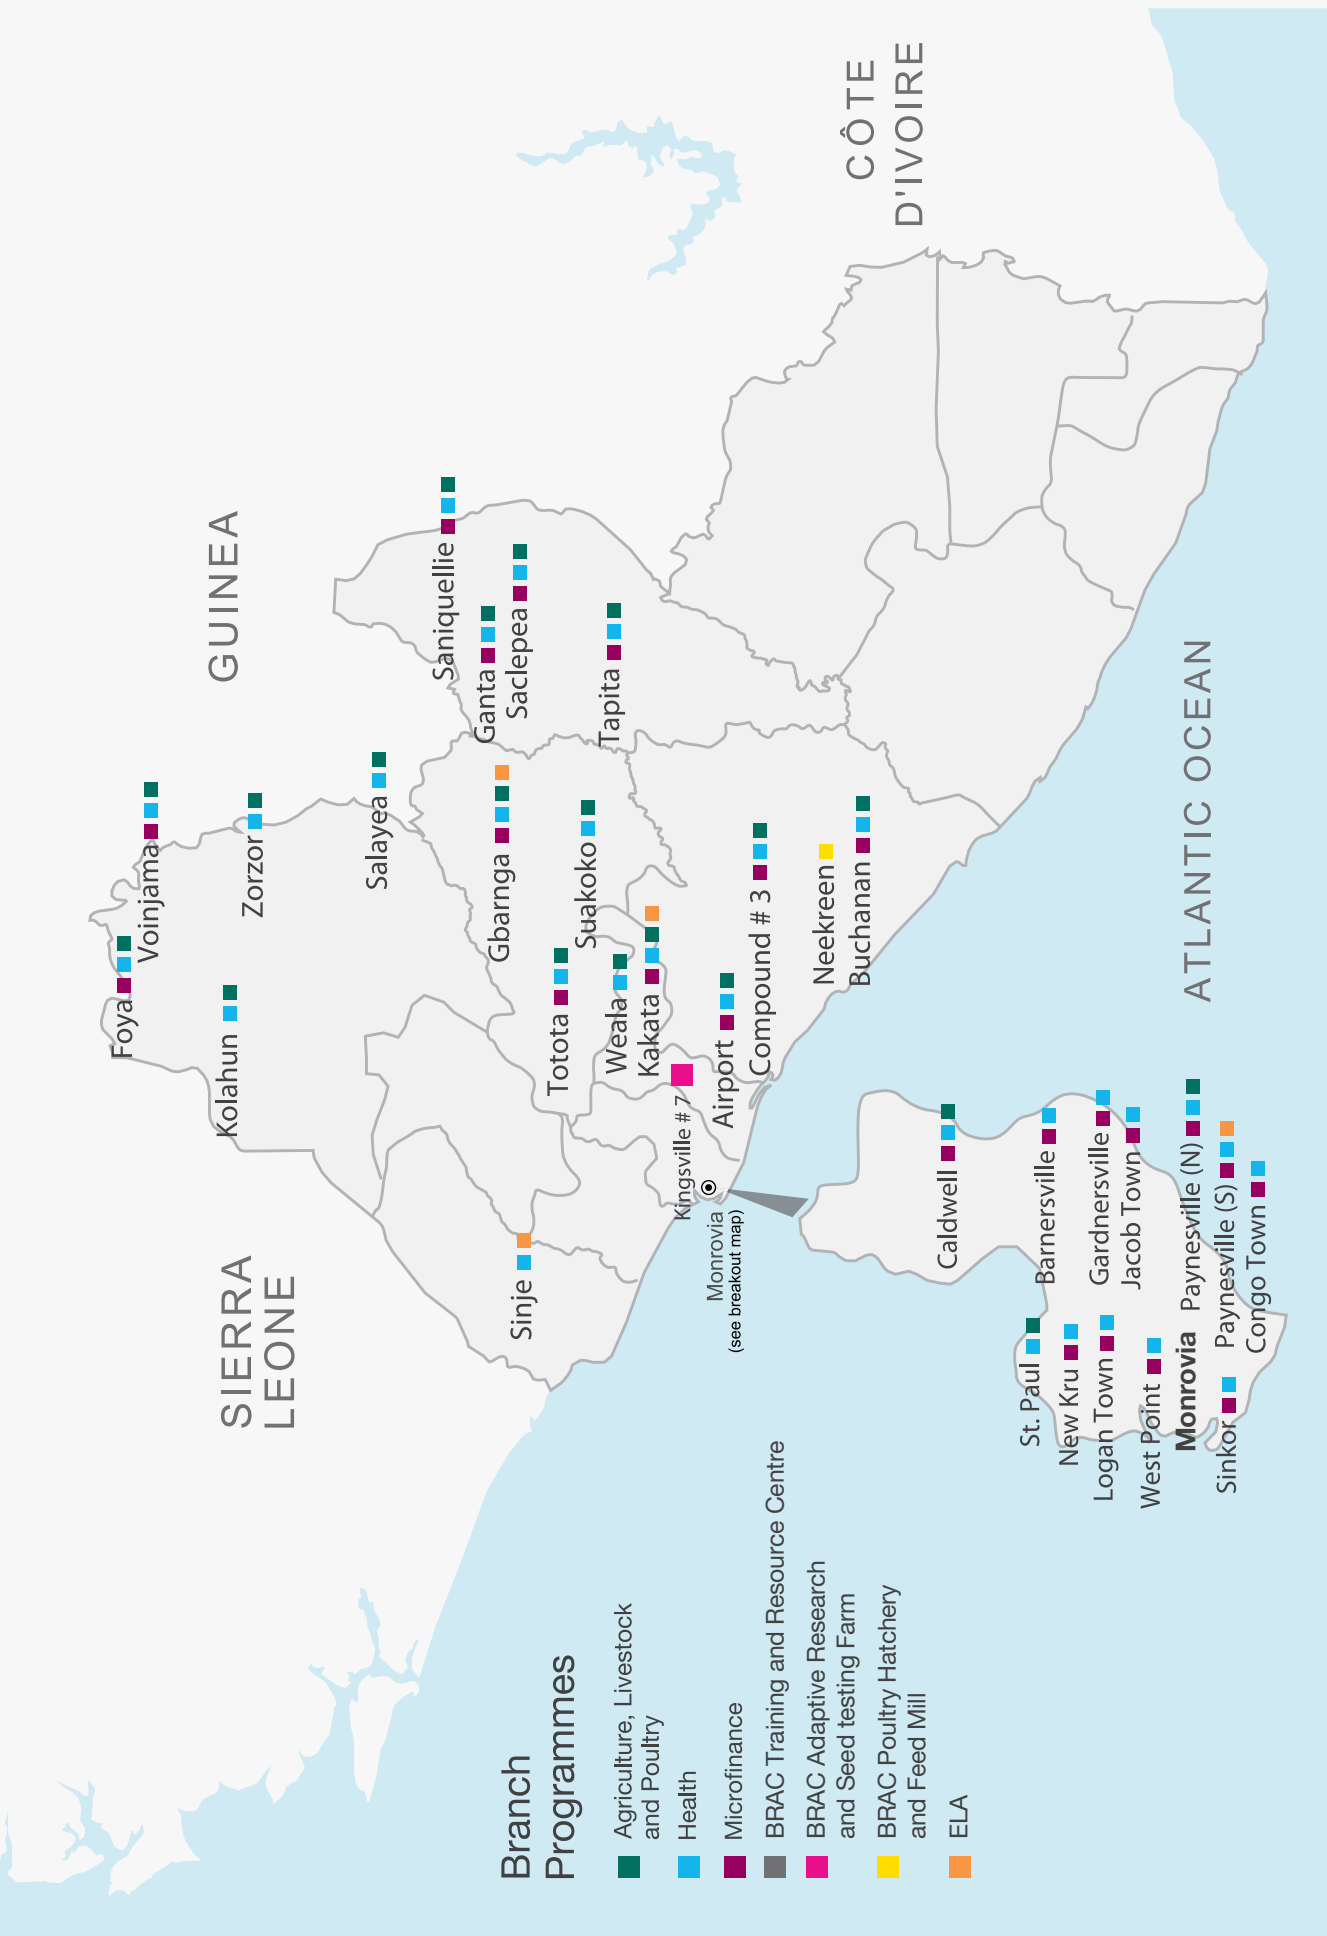 SIERRA
LEONE
GUINEA
CÔTE
D'IVOIRE
ATLANTIC OCEAN
Foya
Voinjama
Kolahun
Zorzor
Salayea
Saniquellie
Ganta
Saclepea
Tapita
Gbarnga
Suakoko
Totota
Weala
Kakata
Sinje
Kingsville # 7
Monrovia
(see breakout map)
Airport
Compound # 3
Neekreen
Buchanan
Caldwell
Barnersville
Gardnersville
Jacob Town
Paynesville (N)
Paynesville (S)
Congo Town
St. Paul
New Kru
Logan Town
West Point
Monrovia
Sinkor
Branch
Programmes
Agriculture, Livestock
and Poultry
Health
Microfinance
BRAC Training and Resource Centre
BRAC Adaptive Research
and Seed testing Farm
BRAC Poultry Hatchery
and Feed Mill
ELA